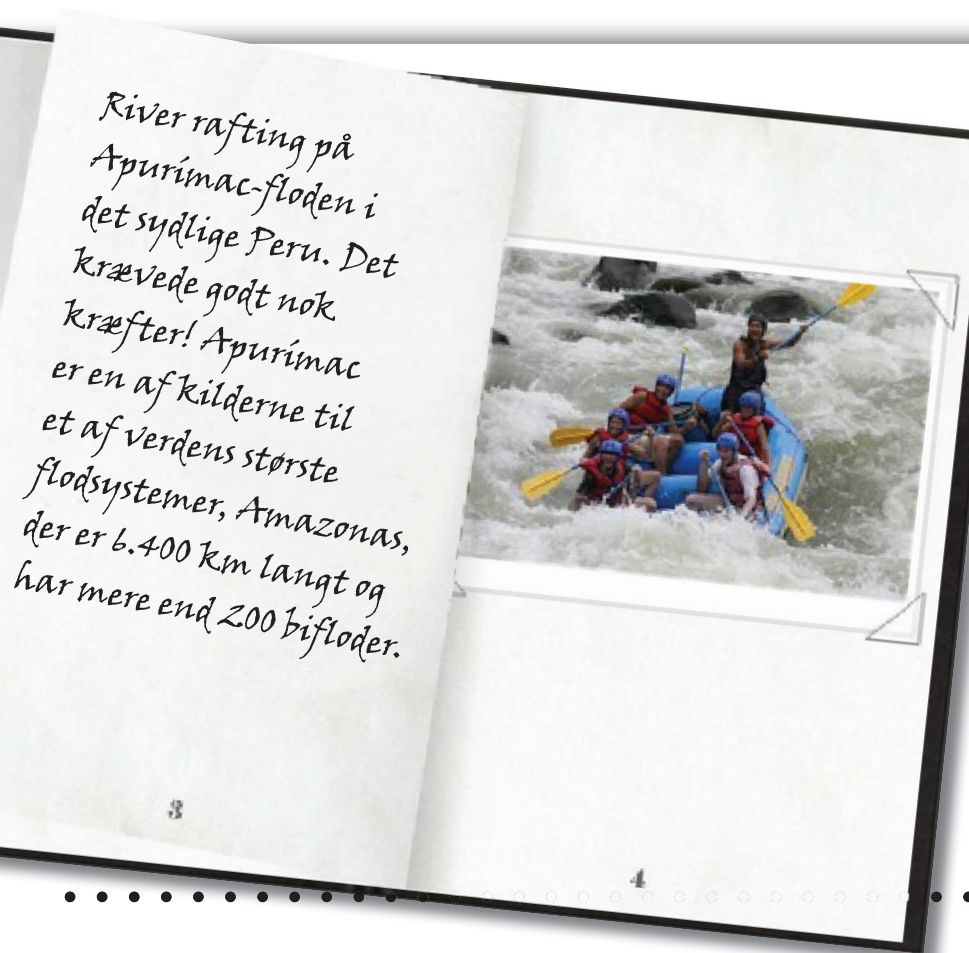 River rafting på
Apurímac-floden i
det sydlige Peru. Det
krævede godt nok
kræfter! Apurímac
er en af kilderne til
et af verdens største
flodsystemer, Amazonas,
der er 6.400 km langt og
har mere end 200 bifloder.
3
4